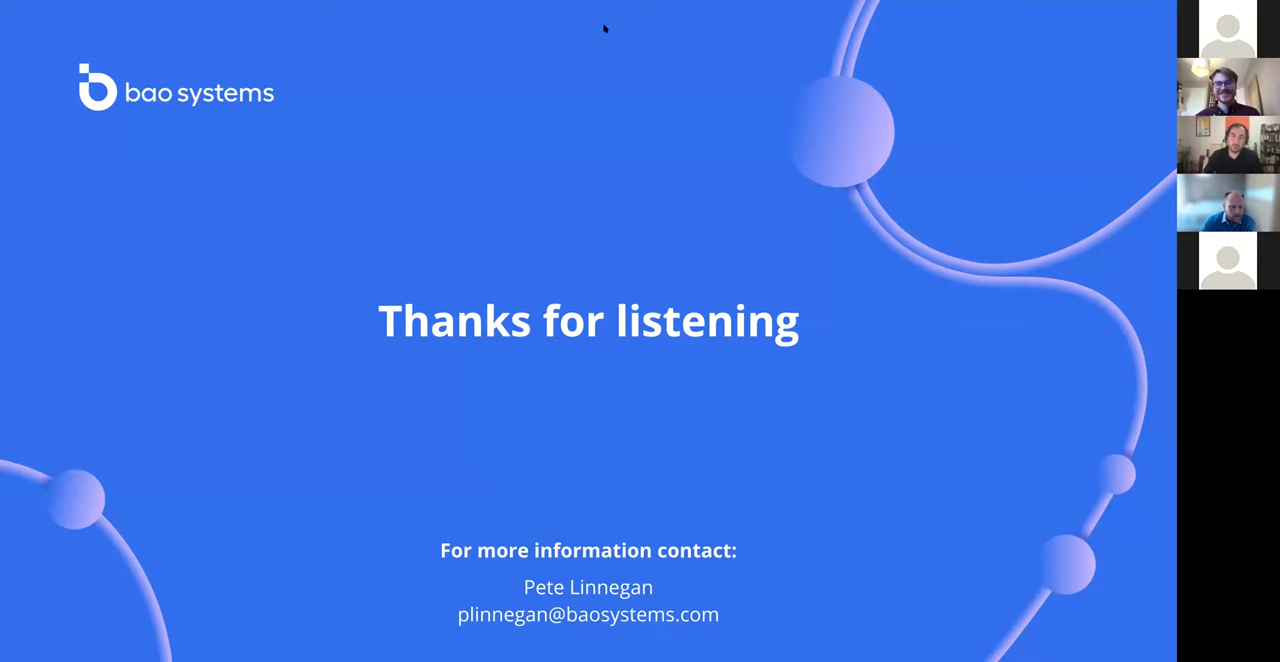 bao systems
Thanks for listening
For more information contact:
Pete Linnegan
plinnegan@baosystems.com